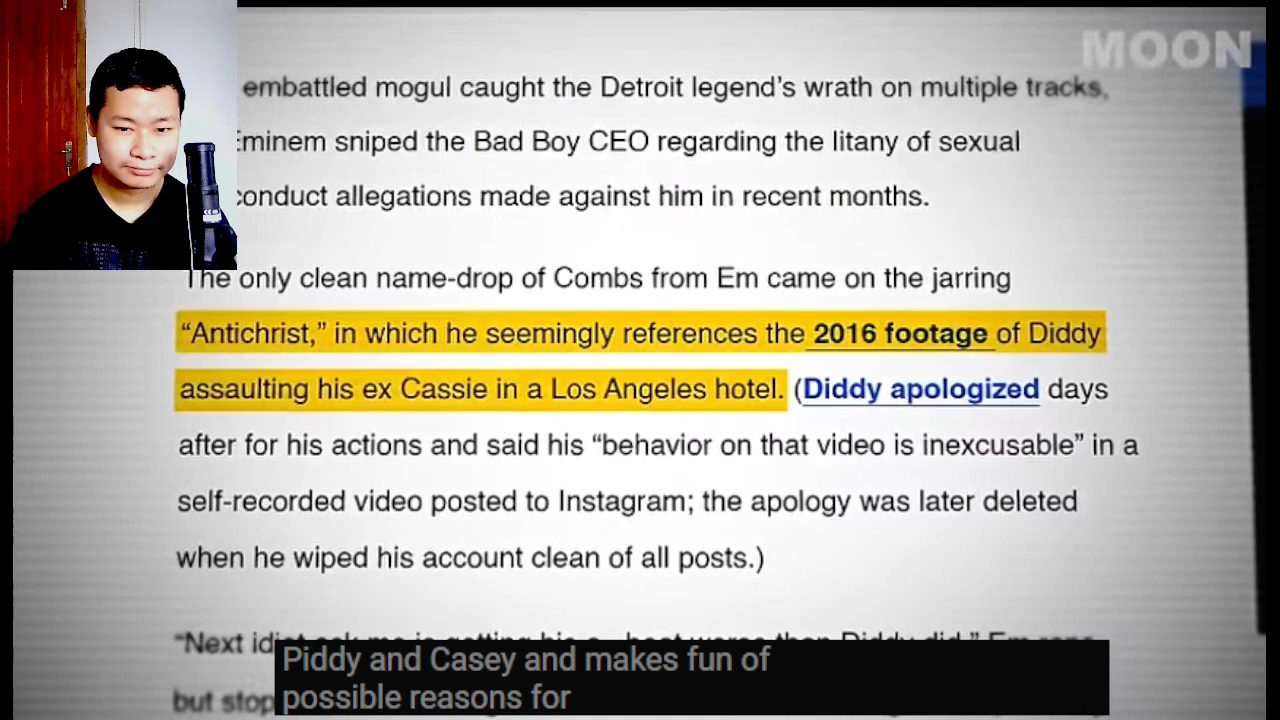 MOON
embattled mogul caught the Detroit legend's wrath on multiple tracks,
Eminem sniped the Bad Boy CEO regarding the litany of sexual
conduct allegations made against him in recent months.
The only clean name-drop of Combs from Em came on the jarring
“Antichrist,” in which he seemingly references the 2016 footage of Diddy
assaulting his ex Cassie in a Los Angeles hotel. (Diddy apologized days
after for his actions and said his “behavior on that video is inexcusable” in a
self-recorded video posted to Instagram; the apology was later deleted
when he wiped his account clean of all posts.)
“Next
but stop
Piddy and Casey and makes fun of
possible reasons for